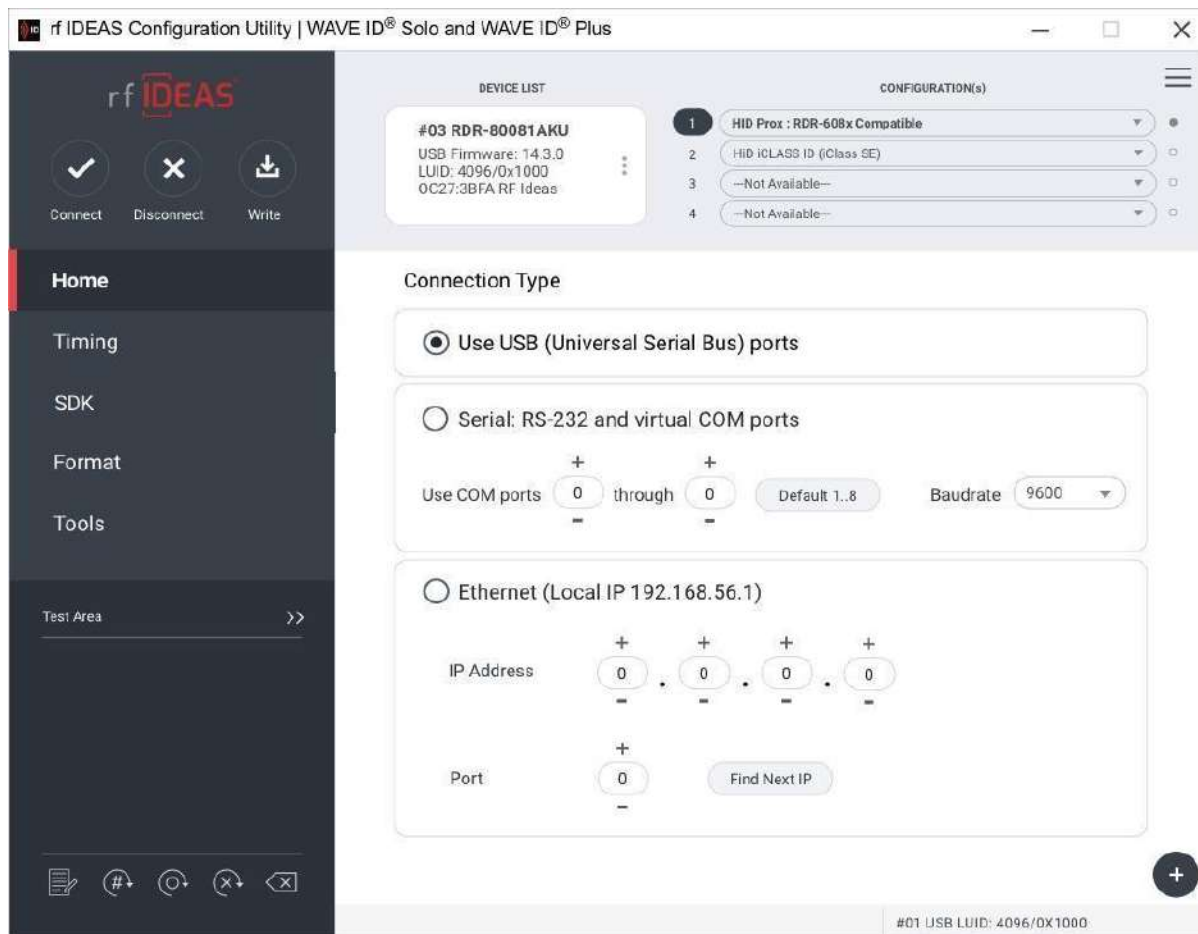 rf IDEAS Configuration Utility | WAVE ID® Solo and WAVE ID® Plus
rf IDEAS
Connect Disconnect Write
Home
Timing
SDK
Format
Tools
Test Area >>
DEVICE LIST
#03 RDR-80081AKU
USB Firmware: 14.3.0
LUID: 4096/0x1000
0C27:3BFA RF Ideas
CONFIGURATION(s)
1 HID Prox : RDR-608x Compatible
2 HiD iCLASS ID (iClass SE)
3 ---Not Available---
4 ---Not Available---
Connection Type
Use USB (Universal Serial Bus) ports
Serial: RS-232 and virtual COM ports
+ +
Use COM ports 0 through 0 Default 1..8 Baudrate 9600
- -
Ethernet (Local IP 192.168.56.1)
+ + + +
IP Address 0 . 0 . 0 . 0
- - - -
+
Port 0 Find Next IP
-
+
#01 USB LUID: 4096/0X1000